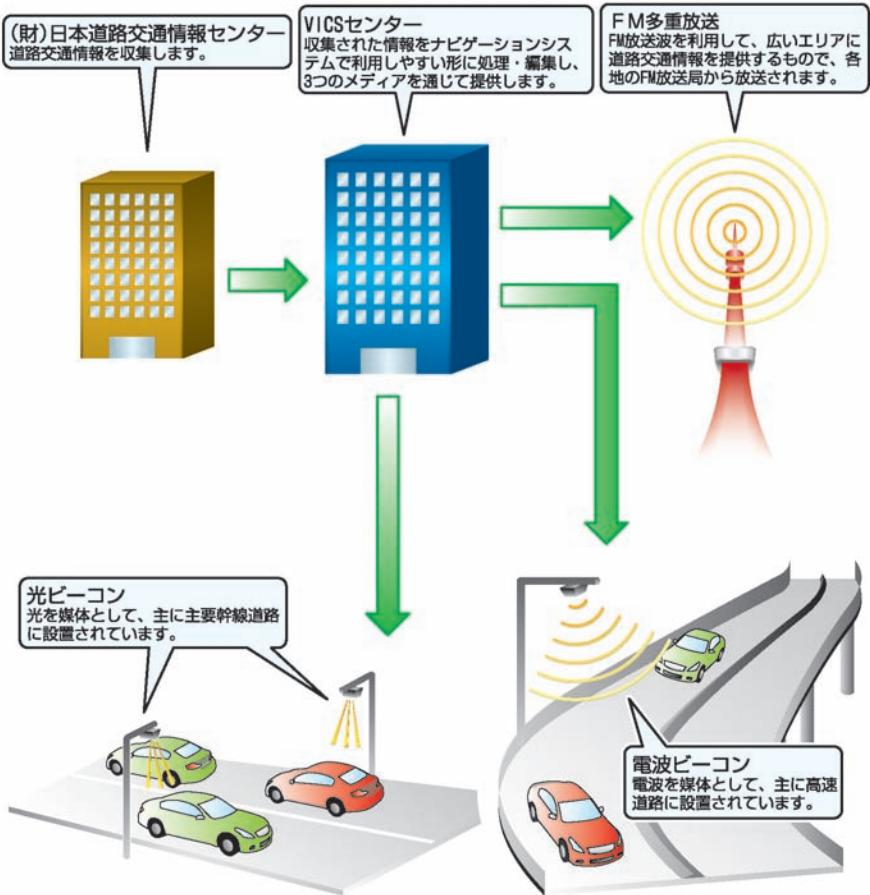 (財)日本道路交通情報センター
道路交通情報を収集します。
VICSセンター
収集された情報をナビゲーションシス
テムで利用しやすい形に処理・編集し、
3つのメディアを通じて提供します。
FM多重放送
FM放送波を利用して、広いエリアに
道路交通情報を提供するもので、各
地のFM放送局から放送されます。
光ビーコン
光を媒体として、主に主要幹線道路
に設置されています。
電波ビーコン
電波を媒体として、主に高速
道路に設置されています。